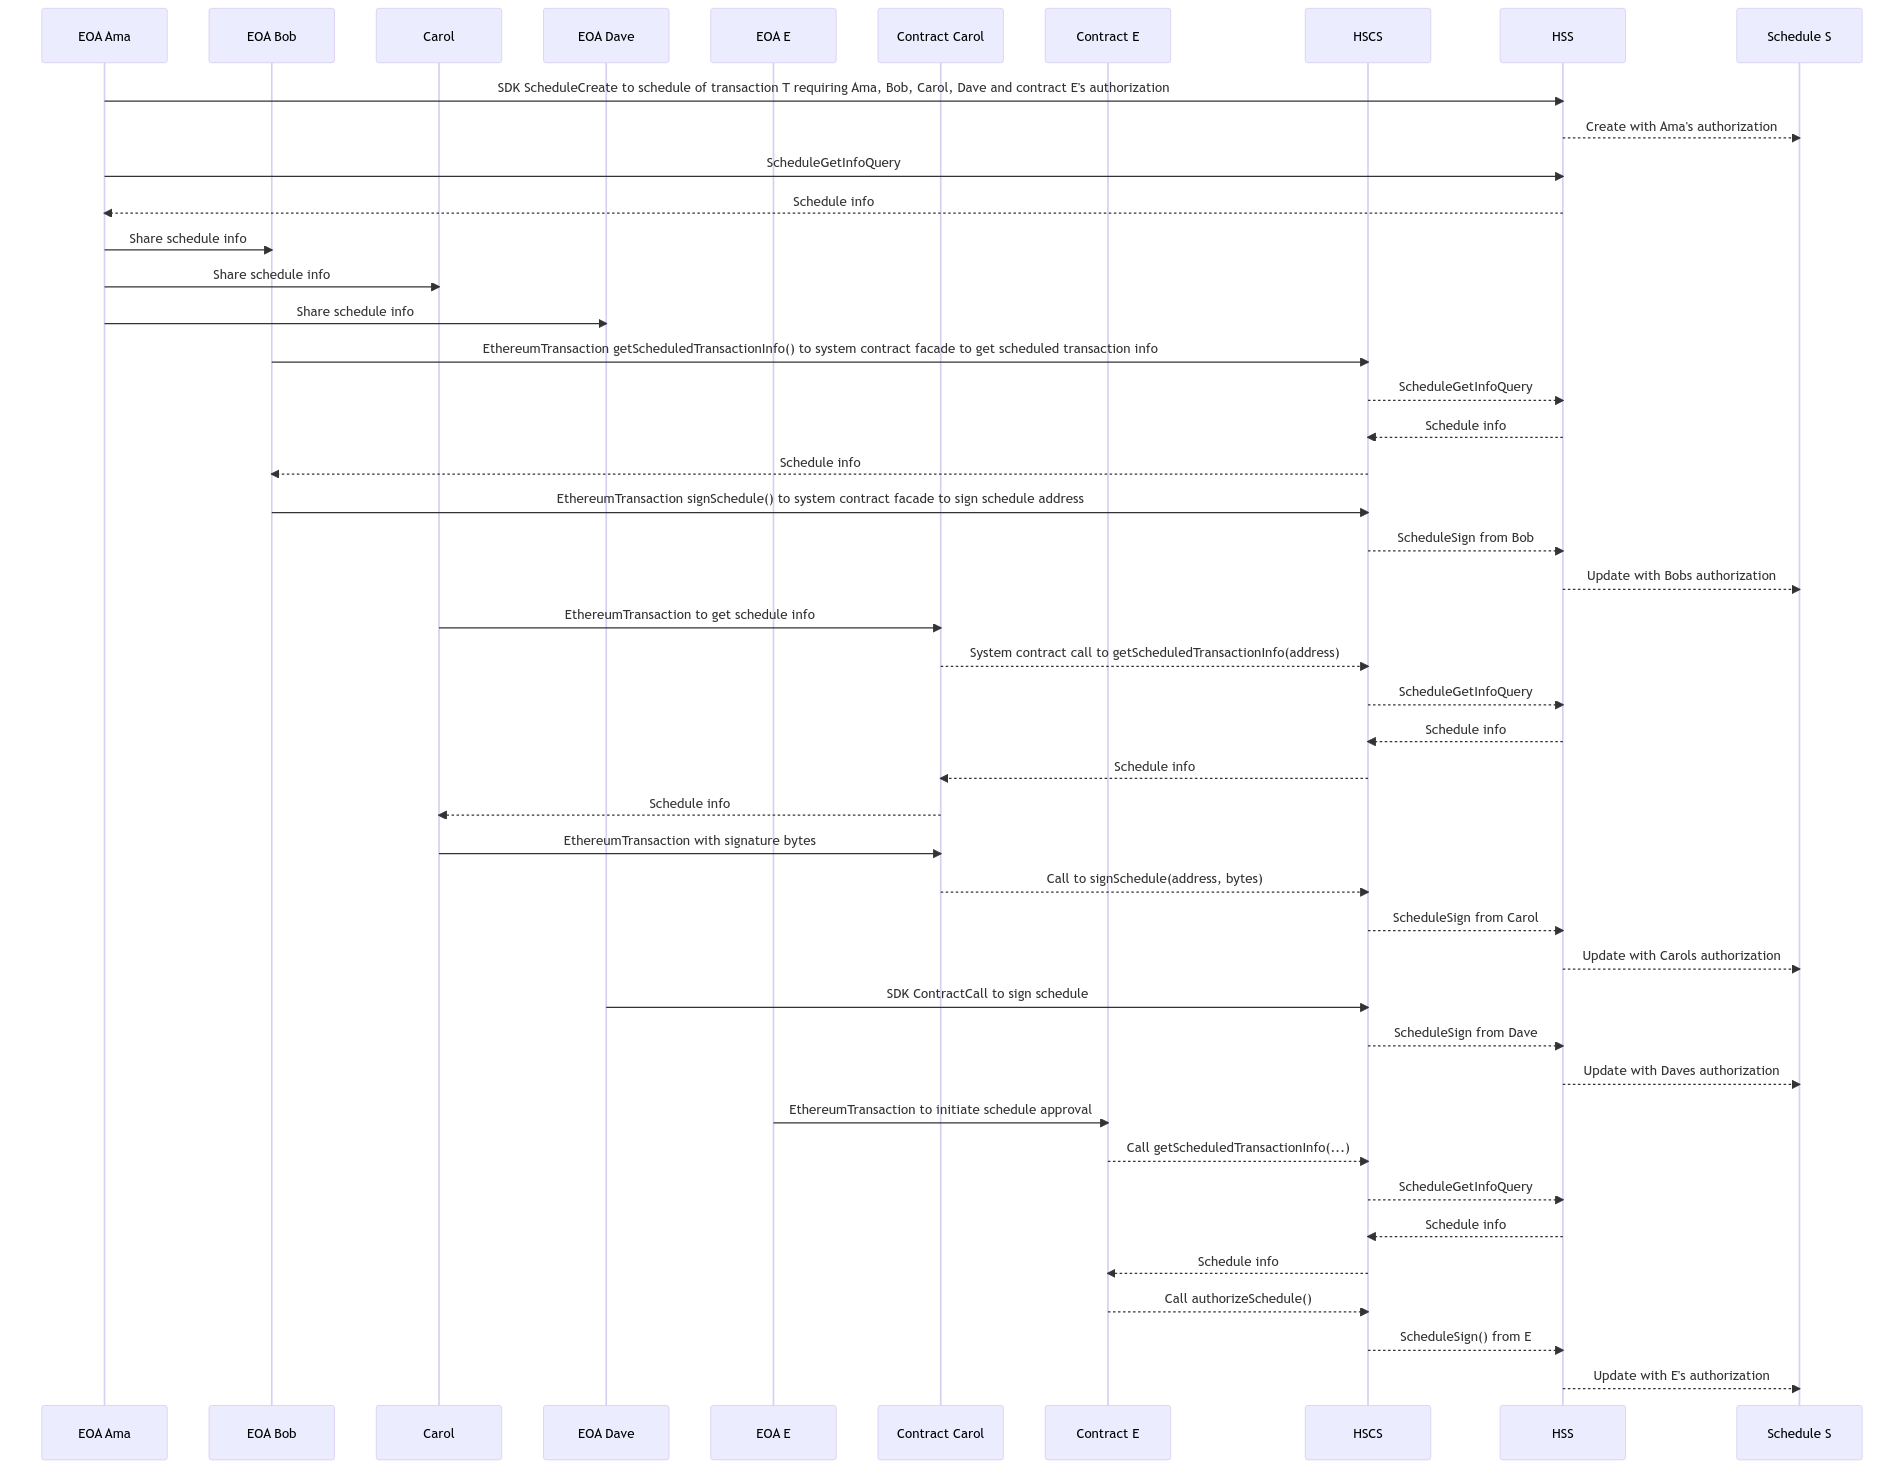 EOA Ama
EOA Bob
Carol
EOA Dave
EOA E
Contract Carol
Contract E
HSCS
HSS
Schedule S
SDK ScheduleCreate to schedule of transaction T requiring Ama, Bob, Carol, Dave and contract E's authorization
Create with Ama's authorization
ScheduleGetInfoQuery
Schedule info
Share schedule info
Share schedule info
Share schedule info
EthereumTransaction getScheduledTransactionInfo() to system contract facade to get scheduled transaction info
ScheduleGetInfoQuery
Schedule info
Schedule info
EthereumTransaction signSchedule() to system contract facade to sign schedule address
ScheduleSign from Bob
Update with Bobs authorization
EthereumTransaction to get schedule info
System contract call to getScheduledTransactionInfo(address)
ScheduleGetInfoQuery
Schedule info
Schedule info
Schedule info
EthereumTransaction with signature bytes
Call to signSchedule(address, bytes)
ScheduleSign from Carol
Update with Carols authorization
SDK ContractCall to sign schedule
ScheduleSign from Dave
Update with Daves authorization
EthereumTransaction to initiate schedule approval
Call getScheduledTransactionInfo(...)
ScheduleGetInfoQuery
Schedule info
Schedule info
Call authorizeSchedule()
ScheduleSign() from E
Update with E's authorization
EOA Ama
EOA Bob
Carol
EOA Dave
EOA E
Contract Carol
Contract E
HSCS
HSS
Schedule S